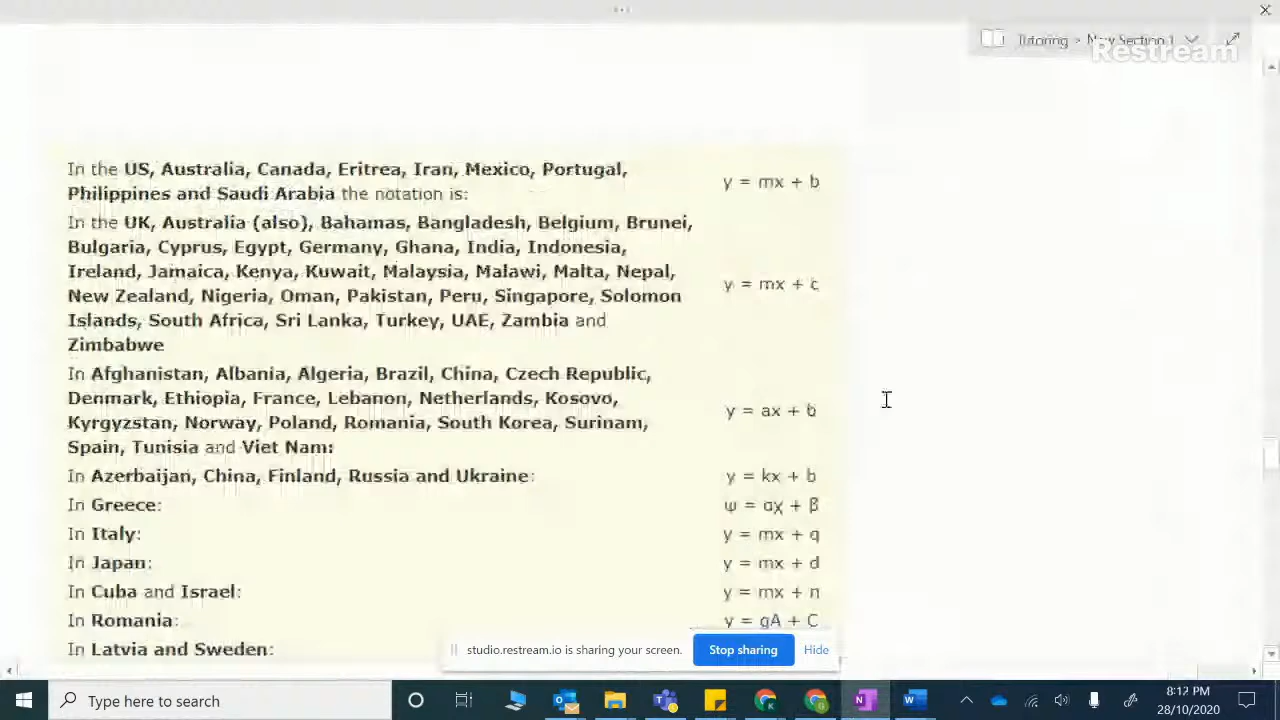 Tutoring > New Section 1
Restream
In the US, Australia, Canada, Eritrea, Iran, Mexico, Portugal,
Philippines and Saudi Arabia the notation is:
y = mx + b
In the UK, Australia (also), Bahamas, Bangladesh, Belgium, Brunei,
Bulgaria, Cyprus, Egypt, Germany, Ghana, India, Indonesia,
Ireland, Jamaica, Kenya, Kuwait, Malaysia, Malawi, Malta, Nepal,
New Zealand, Nigeria, Oman, Pakistan, Peru, Singapore, Solomon
Islands, South Africa, Sri Lanka, Turkey, UAE, Zambia and
Zimbabwe
y = mx + c
In Afghanistan, Albania, Algeria, Brazil, China, Czech Republic,
Denmark, Ethiopia, France, Lebanon, Netherlands, Kosovo,
Kyrgyzstan, Norway, Poland, Romania, South Korea, Surinam,
Spain, Tunisia and Viet Nam:
y = ax + b
In Azerbaijan, China, Finland, Russia and Ukraine: y = kx + b
In Greece: ψ = αχ + β
In Italy: y = mx + q
In Japan: y = mx + d
In Cuba and Israel: y = mx + n
In Romania: y = gA + C
In Latvia and Sweden:
studio.restream.io is sharing your screen. Stop sharing Hide
Type here to search
8:12 PM
28/10/2020